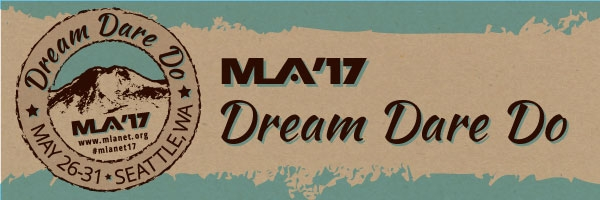 Dream Dare Do
MLA'17
www.mlanet.org
#mlanet17
MAY 26-31 ★ SEATTLE, WA
MLA'17
Dream Dare Do